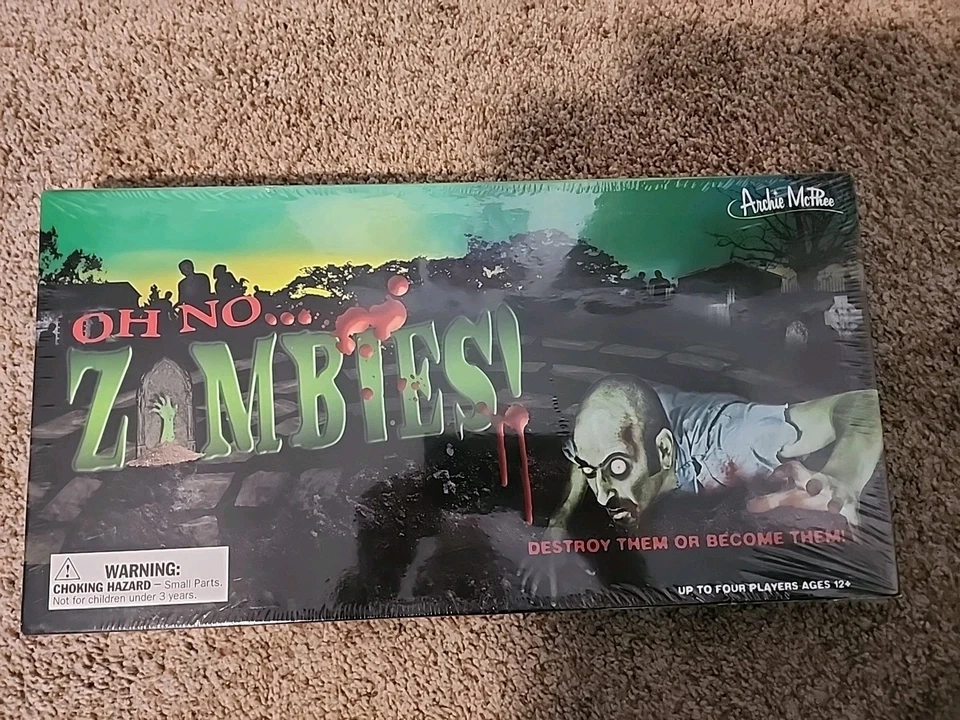 Archie McPhee
OH NO...
ZOMBIES!
DESTROY THEM OR BECOME THEM!
UP TO FOUR PLAYERS AGES 12+
WARNING:
CHOKING HAZARD – Small Parts.
Not for children under 3 years.